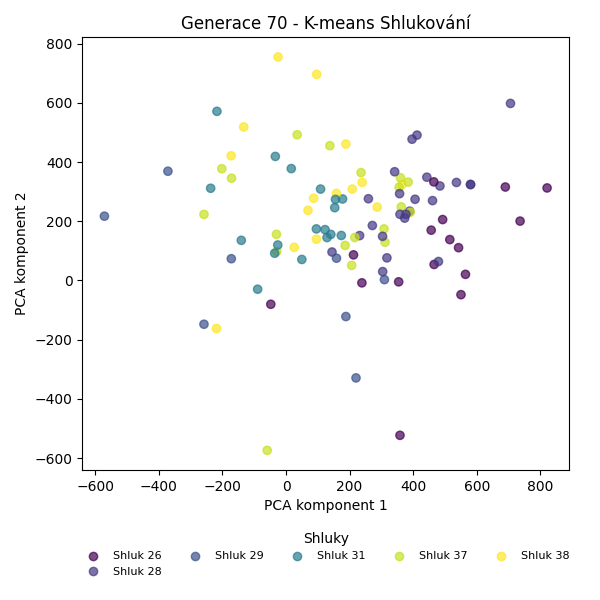 Generace 70 - K-means Shlukování
800
600
400
200
0
−200
−400
−600
PCA komponent 2
−600 −400 −200 0 200 400 600 800
PCA komponent 1
Shluky
Shluk 26 Shluk 29 Shluk 31 Shluk 37 Shluk 38
Shluk 28